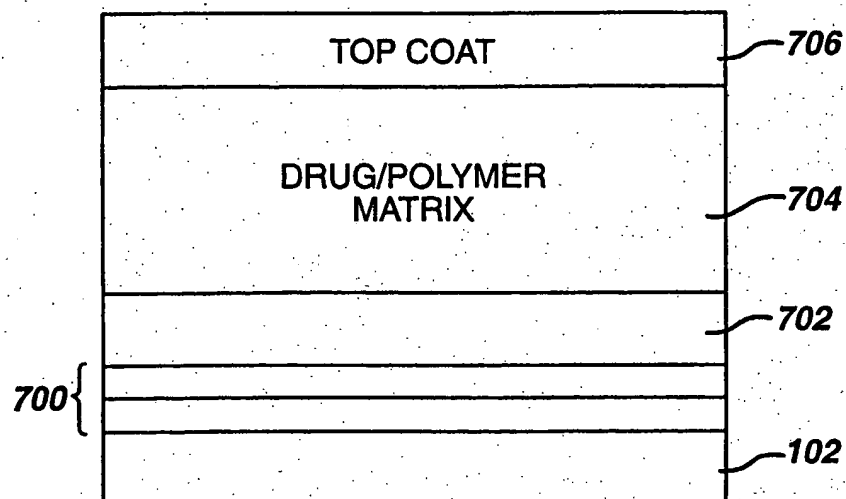 TOP COAT
706
DRUG/POLYMER
MATRIX
704
702
700
102